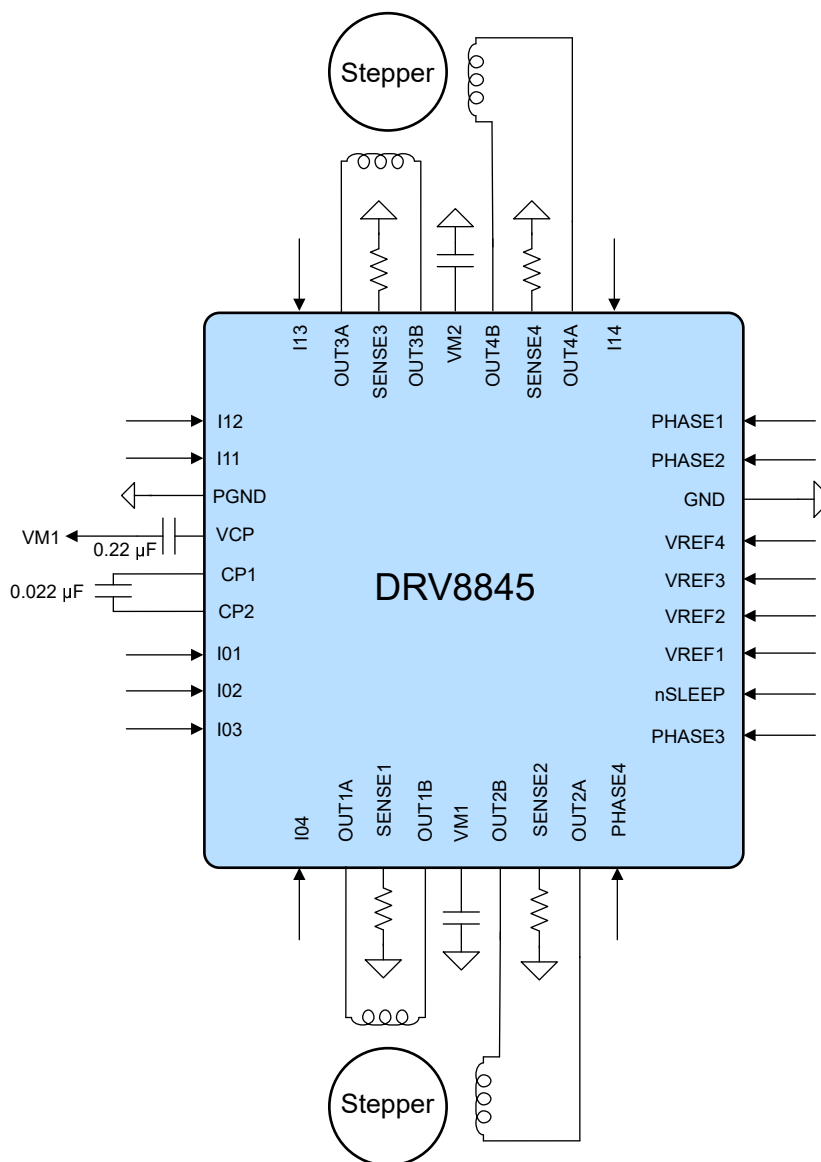 Stepper
I13
OUT3A
SENSE3
OUT3B
VM2
OUT4B
SENSE4
OUT4A
I14
I12
I11
PGND
VCP
CP1
CP2
I01
I02
I03
VM1
0.22 µF
0.022 µF
DRV8845
PHASE1
PHASE2
GND
VREF4
VREF3
VREF2
VREF1
nSLEEP
PHASE3
I04
OUT1A
SENSE1
OUT1B
VM1
OUT2B
SENSE2
OUT2A
PHASE4
Stepper